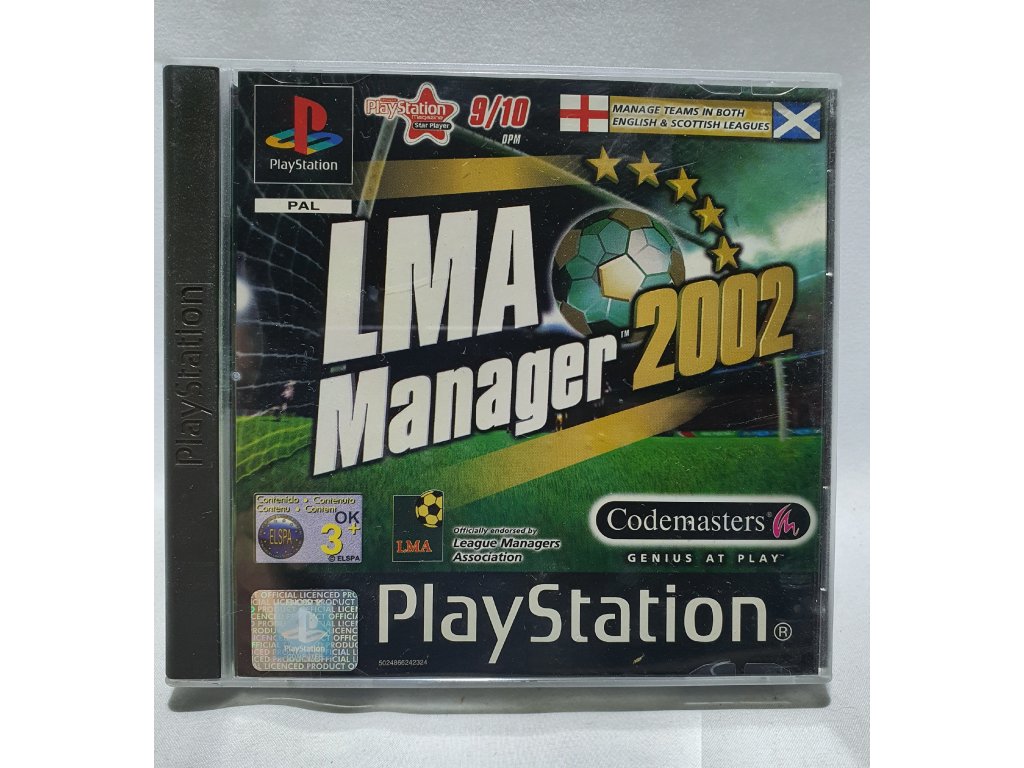 PlayStation
PAL
PlayStation
magazine
Star Player
9/10
OPM
MANAGE TEAMS IN BOTH
ENGLISH & SCOTTISH LEAGUES
LMA
Manager™ 2002
PlayStation
Contenido • Contenuto
Contenu • Content
ELSPA
OK
3+
© ELSPA
LMA
Officially endorsed by
League Managers
Association
Codemasters
GENIUS AT PLAY™
PlayStation®
5024866242324
OFFICIAL LICENCED PRODUCT
PlayStation